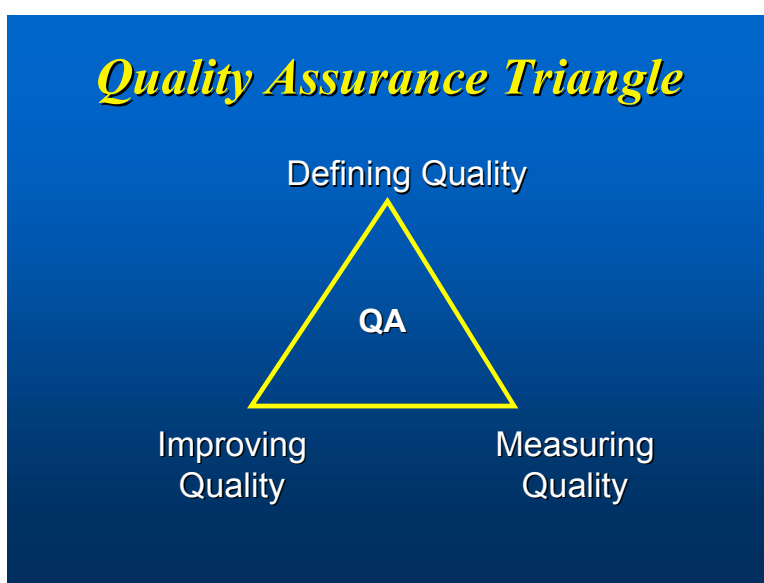 Quality Assurance Triangle
Defining Quality
QA
Improving
Quality
Measuring
Quality